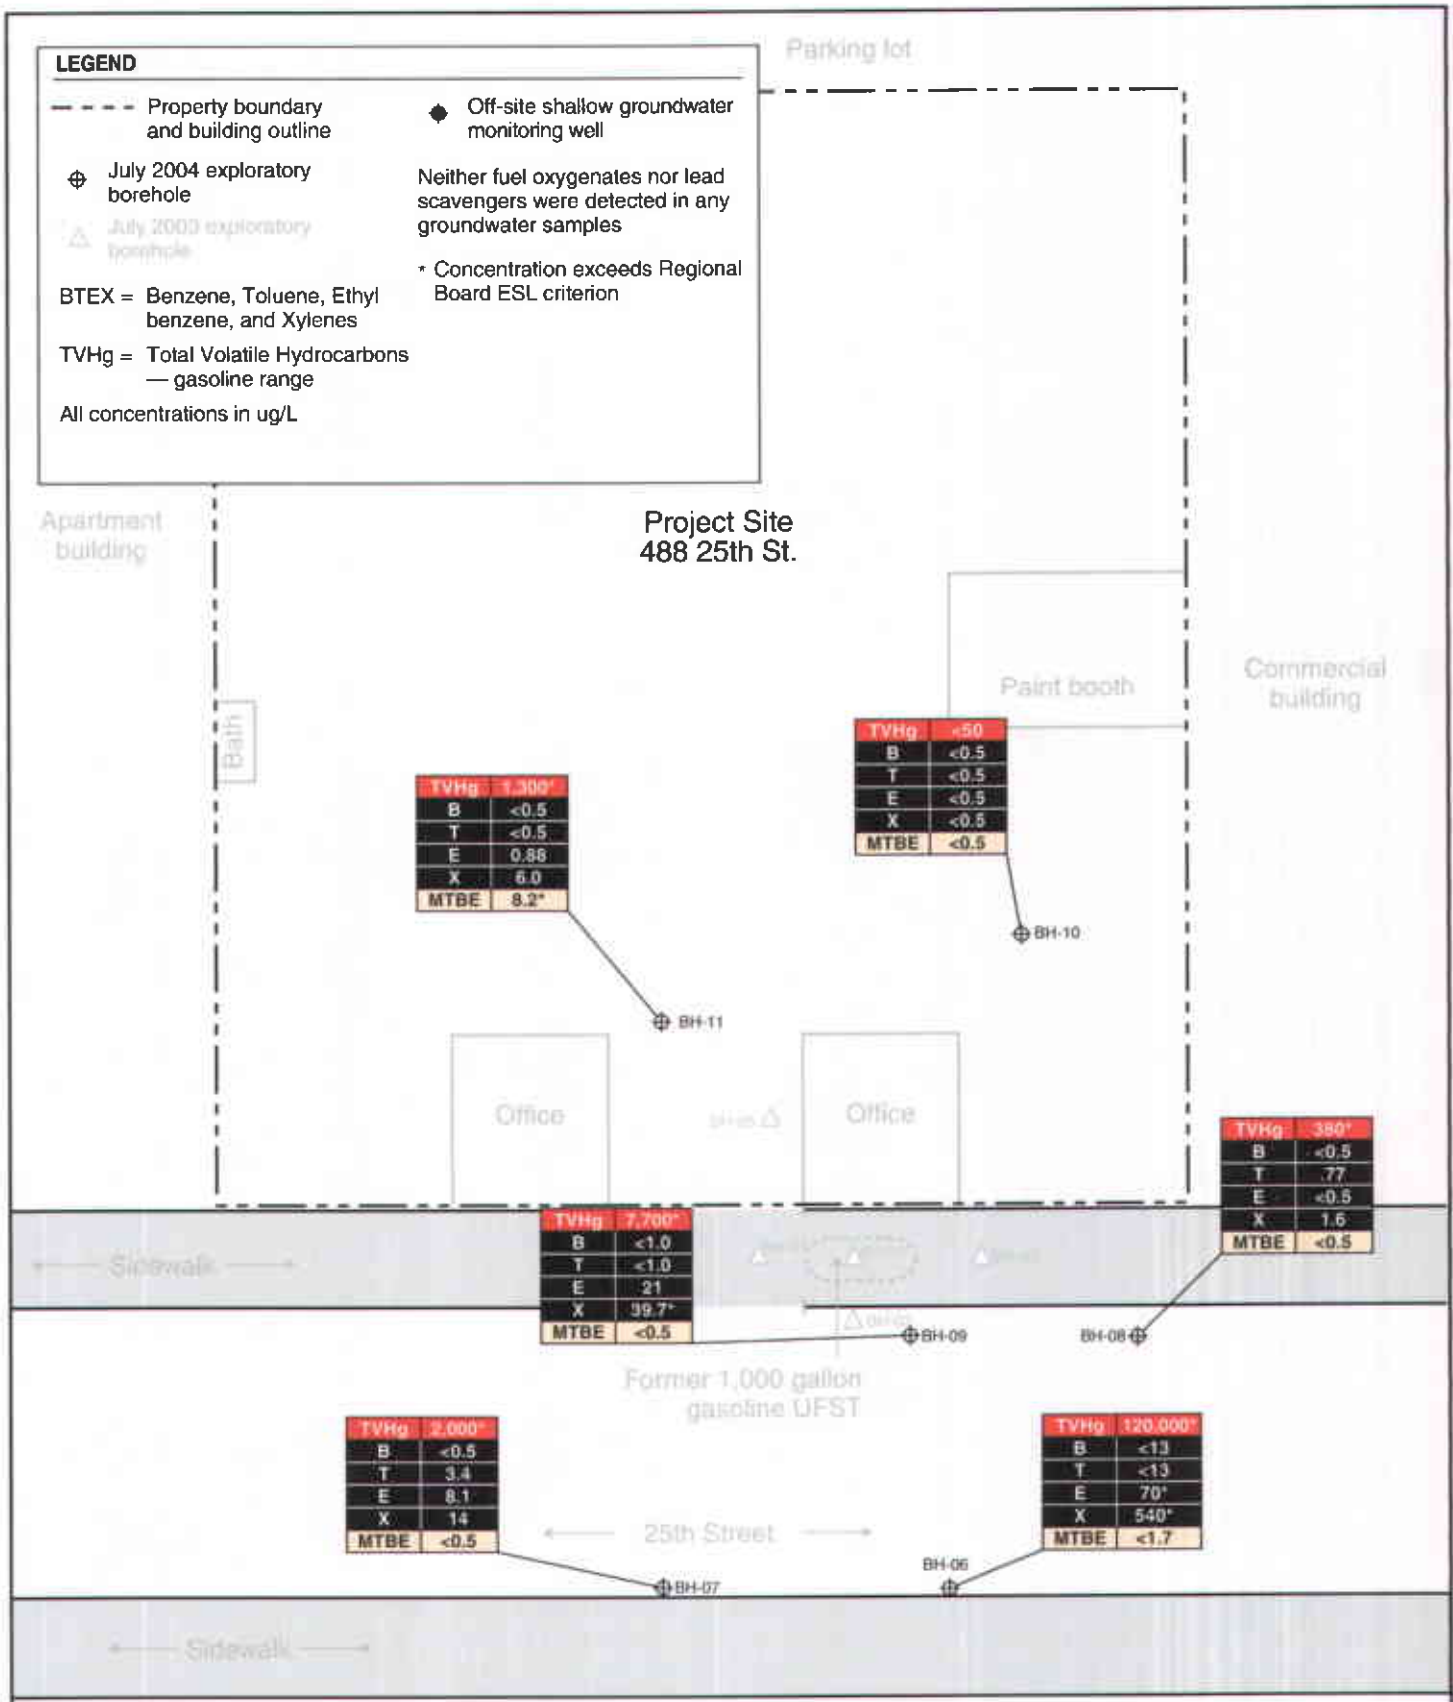 Parking lot
LEGEND
Property boundary
and building outline
July 2004 exploratory
borehole
July 2003 exploratory
borehole
BTEX = Benzene, Toluene, Ethyl
benzene, and Xylenes
TVHg = Total Volatile Hydrocarbons
— gasoline range
All concentrations in ug/L
Off-site shallow groundwater
monitoring well
Neither fuel oxygenates nor lead
scavengers were detected in any
groundwater samples
* Concentration exceeds Regional
Board ESL criterion
Apartment
building
Project Site
488 25th St.
Paint booth
Commercial
building
Bath
TVHg <50
B <0.5
T <0.5
E <0.5
X <0.5
MTBE <0.5
BH-10
TVHg 1,300*
B <0.5
T <0.5
E 0.88
X 6.0
MTBE 8.2*
BH-11
Office
Office
TVHg 380*
B <0.5
T .77
E <0.5
X 1.6
MTBE <0.5
BH-08
Sidewalk
TVHg 7,700*
B <1.0
T <1.0
E 21
X 39.7*
MTBE <0.5
BH-09
Former 1,000 gallon
gasoline UFST
TVHg 2,000*
B <0.5
T 3.4
E 8.1
X 14
MTBE <0.5
BH-07
25th Street
TVHg 120,000*
B <13
T <13
E 70*
X 540*
MTBE <1.7
BH-06
Sidewalk